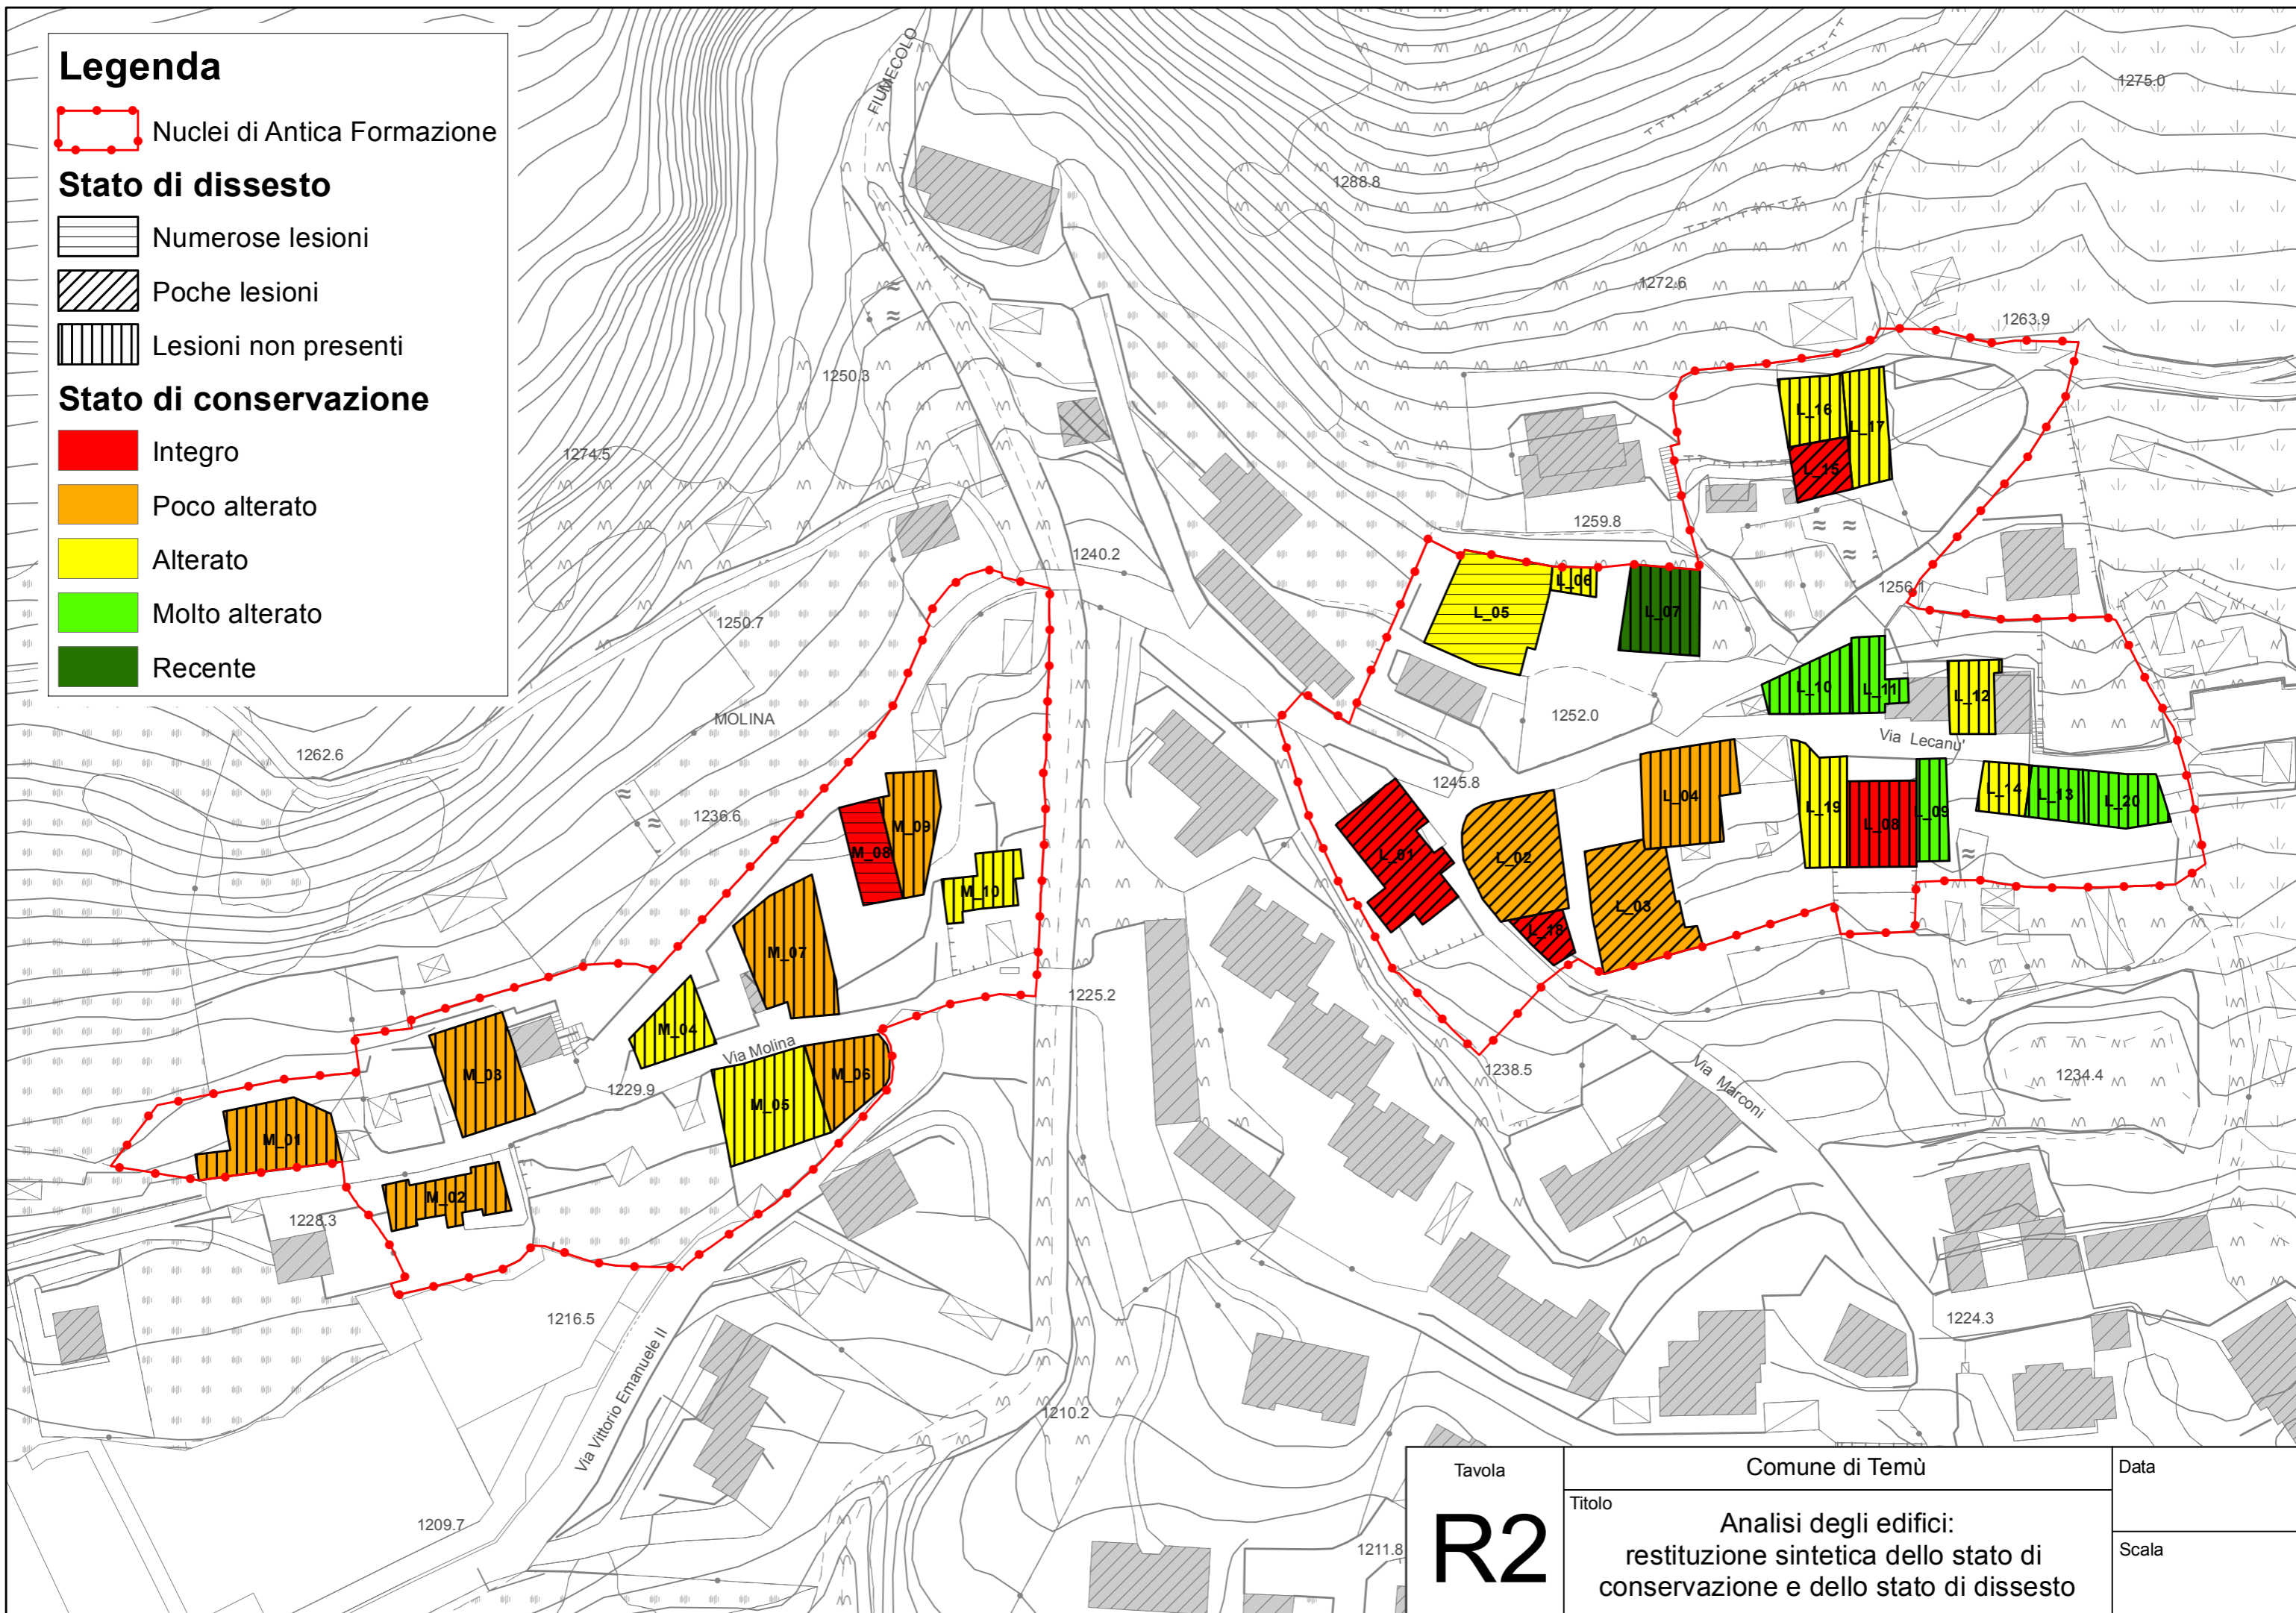 Legenda
Nuclei di Antica Formazione
Stato di dissesto
Numerose lesioni
Poche lesioni
Lesioni non presenti
Stato di conservazione
Integro
Poco alterato
Alterato
Molto alterato
Recente
FIUMECOLO
1275.0
1288.8
1272.6
1263.9
1250.3
1274.5
1259.8
1240.2
1256.1
1250.7
1252.0
MOLINA
1262.6
1245.8
1236.6
Via Lecanu'
1225.2
1229.9
Via Molina
1238.5
1234.4
Via Marconi
1228.3
1216.5
1224.3
Via Vittorio Emanuele II
1210.2
1209.7
1211.8
L_16
L_17
L_15
L_05
L_06
L_07
L_10
L_11
L_12
L_04
L_19
L_08
L_09
L_14
L_13
L_20
L_01
L_02
L_03
L_18
M_08
M_09
M_10
M_07
M_04
M_03
M_05
M_06
M_01
M_02
Tavola
R2
Comune di Temù
Titolo
Analisi degli edifici:
restituzione sintetica dello stato di
conservazione e dello stato di dissesto
Data
Scala